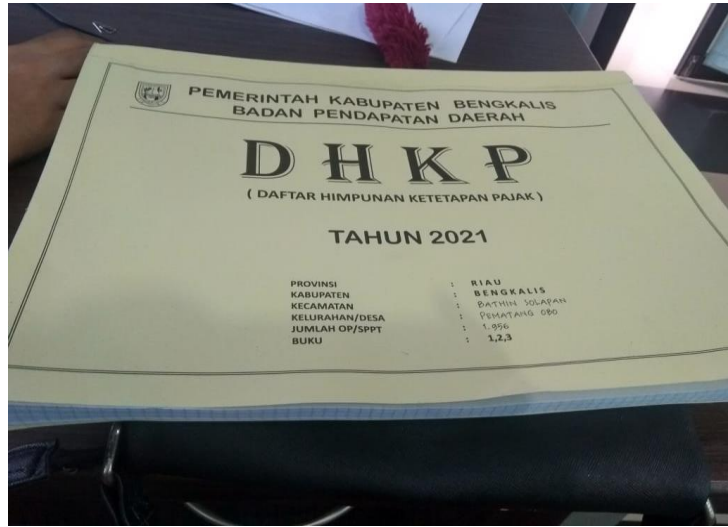 PEMERINTAH KABUPATEN BENGKALIS
BADAN PENDAPATAN DAERAH
DHKP
( DAFTAR HIMPUNAN KETETAPAN PAJAK )
TAHUN 2021
PROVINSI : RIAU
KABUPATEN : BENGKALIS
KECAMATAN : BATHIN SOLAPAN
KELURAHAN/DESA : PEMATANG OBO
JUMLAH OP/SPPT : 1.956
BUKU : 1,2,3